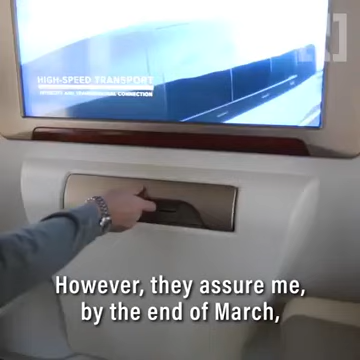 HIGH-SPEED TRANSPORT
However, they assure me,
by the end of March,